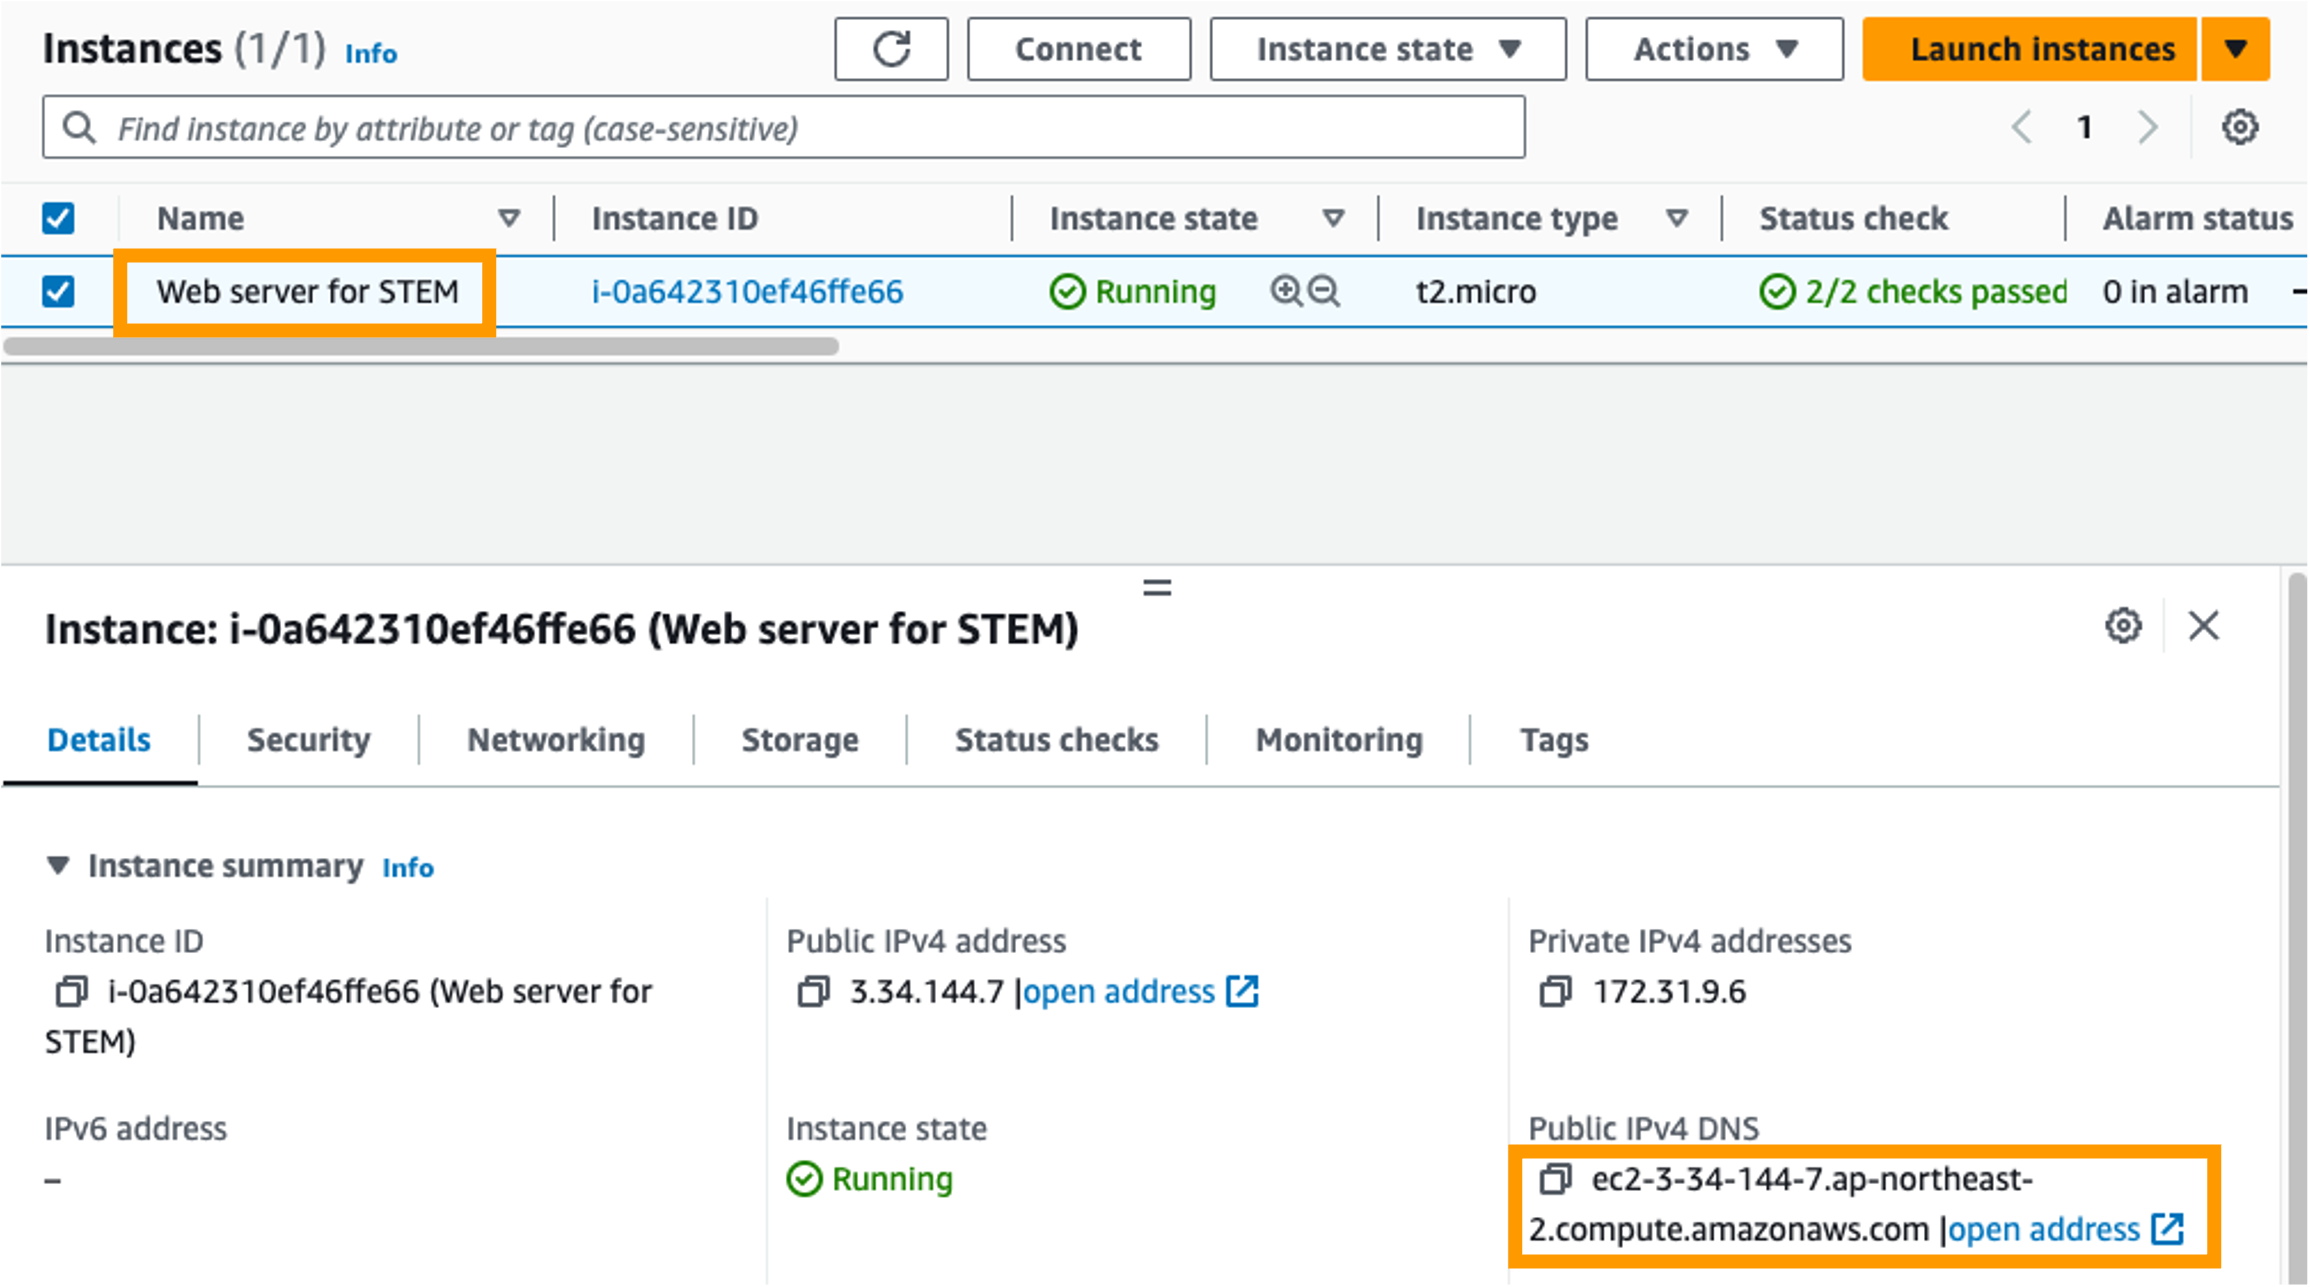 Instances (1/1) Info
Connect
Instance state
Actions
Launch instances
Find instance by attribute or tag (case-sensitive)
1
Name Instance ID Instance state Instance type Status check Alarm status
Web server for STEM i-0a642310ef46ffe66 Running t2.micro 2/2 checks passed 0 in alarm
Instance: i-0a642310ef46ffe66 (Web server for STEM)
Details Security Networking Storage Status checks Monitoring Tags
Instance summary Info
Instance ID
i-0a642310ef46ffe66 (Web server for
STEM)
Public IPv4 address
3.34.144.7 |open address
Private IPv4 addresses
172.31.9.6
IPv6 address
–
Instance state
Running
Public IPv4 DNS
ec2-3-34-144-7.ap-northeast-
2.compute.amazonaws.com |open address